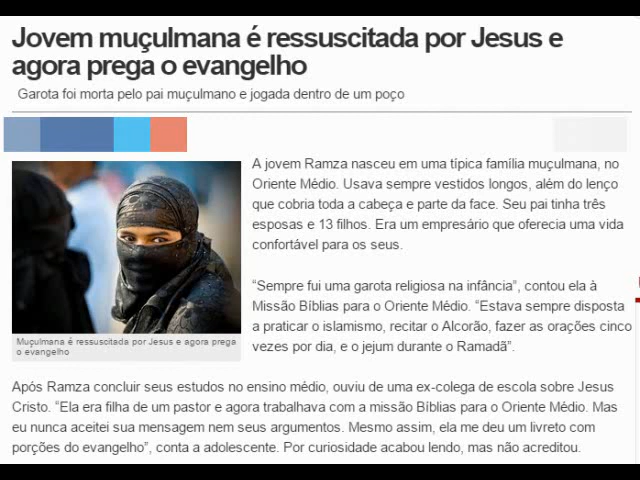 Jovem muçulmana é ressuscitada por Jesus e
agora prega o evangelho
Garota foi morta pelo pai muçulmano e jogada dentro de um poço
A jovem Ramza nasceu em uma típica família muçulmana, no
Oriente Médio. Usava sempre vestidos longos, além do lenço
que cobria toda a cabeça e parte da face. Seu pai tinha três
esposas e 13 filhos. Era um empresário que oferecia uma vida
confortável para os seus.
“Sempre fui uma garota religiosa na infância”, contou ela à
Missão Bíblias para o Oriente Médio. “Estava sempre disposta
a praticar o islamismo, recitar o Alcorão, fazer as orações cinco
vezes por dia, e o jejum durante o Ramadã”.
Muçulmana é ressuscitada por Jesus e agora prega
o evangelho
Após Ramza concluir seus estudos no ensino médio, ouviu de uma ex-colega de escola sobre Jesus
Cristo. “Ela era filha de um pastor e agora trabalhava com a missão Bíblias para o Oriente Médio. Mas
eu nunca aceitei sua mensagem nem seus argumentos. Mesmo assim, ela me deu um livreto com
porções do evangelho”, conta a adolescente. Por curiosidade acabou lendo, mas não acreditou.